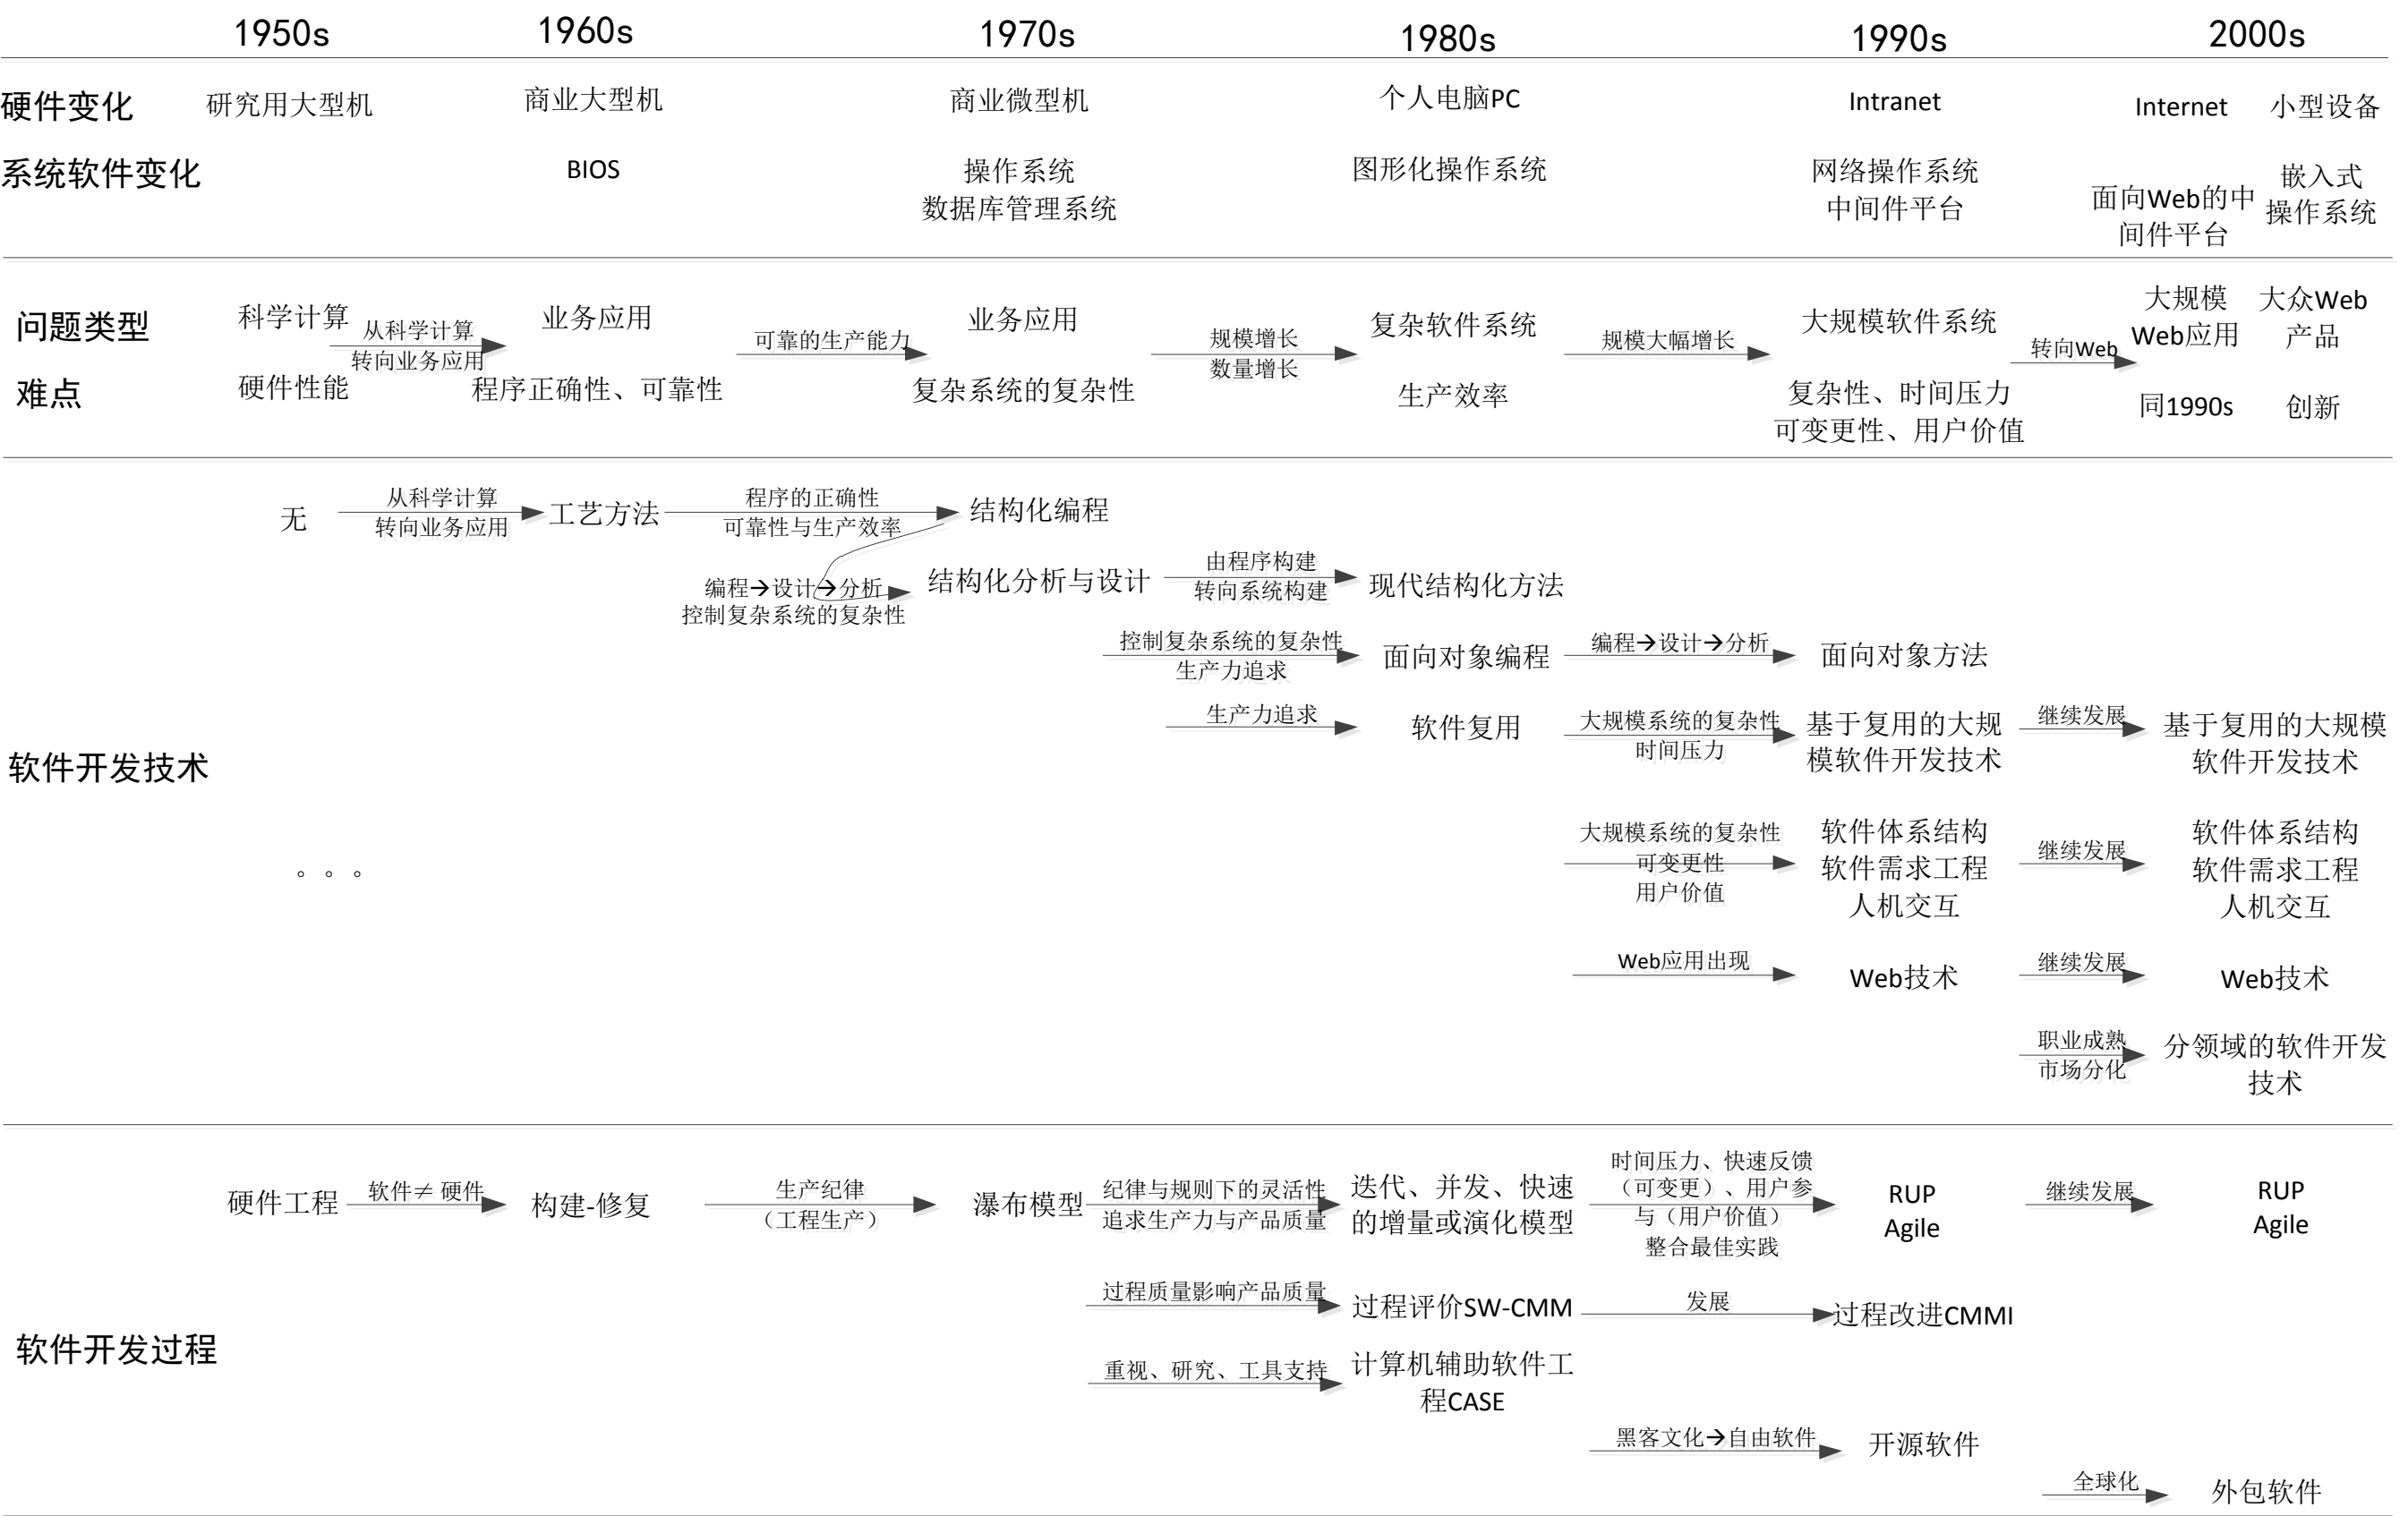 1950s 1960s 1970s 1980s 1990s 2000s
硬件变化 研究用大型机 商业大型机 商业微型机 个人电脑PC Intranet Internet 小型设备
系统软件变化 BIOS 操作系统 图形化操作系统 网络操作系统 嵌入式
数据库管理系统 中间件平台 面向Web的中 操作系统
间件平台
问题类型 科学计算 业务应用 业务应用 复杂软件系统 大规模软件系统 大规模 大众Web
Web应用 产品
从科学计算 可靠的生产能力 规模增长 规模大幅增长 转向Web
转向业务应用 数量增长
难点 硬件性能 程序正确性、可靠性 复杂系统的复杂性 生产效率 复杂性、时间压力 同1990s 创新
可变更性、用户价值
无 从科学计算 工艺方法 程序的正确性 结构化编程
转向业务应用 可靠性与生产效率
编程→设计→分析 结构化分析与设计 由程序构建 现代结构化方法
控制复杂系统的复杂性 转向系统构建
控制复杂系统的复杂性 面向对象编程 编程→设计→分析 面向对象方法
生产力追求
生产力追求 软件复用 大规模系统的复杂性 基于复用的大规 继续发展 基于复用的大规模
时间压力 模软件开发技术 软件开发技术
软件开发技术
大规模系统的复杂性 软件体系结构 软件体系结构
。。。 可变更性 软件需求工程 继续发展 软件需求工程
用户价值 人机交互 人机交互
Web应用出现 Web技术 继续发展 Web技术
职业成熟 分领域的软件开发
市场分化 技术
硬件工程 软件≠ 硬件 构建-修复 生产纪律 瀑布模型 纪律与规则下的灵活性 迭代、并发、快速 时间压力、快速反馈 RUP 继续发展 RUP
（工程生产） 追求生产力与产品质量 的增量或演化模型 （可变更）、用户参 Agile Agile
与（用户价值）
整合最佳实践
过程质量影响产品质量 过程评价SW-CMM 发展 过程改进CMMI
软件开发过程
重视、研究、工具支持 计算机辅助软件工
程CASE
黑客文化→自由软件 开源软件
全球化 外包软件